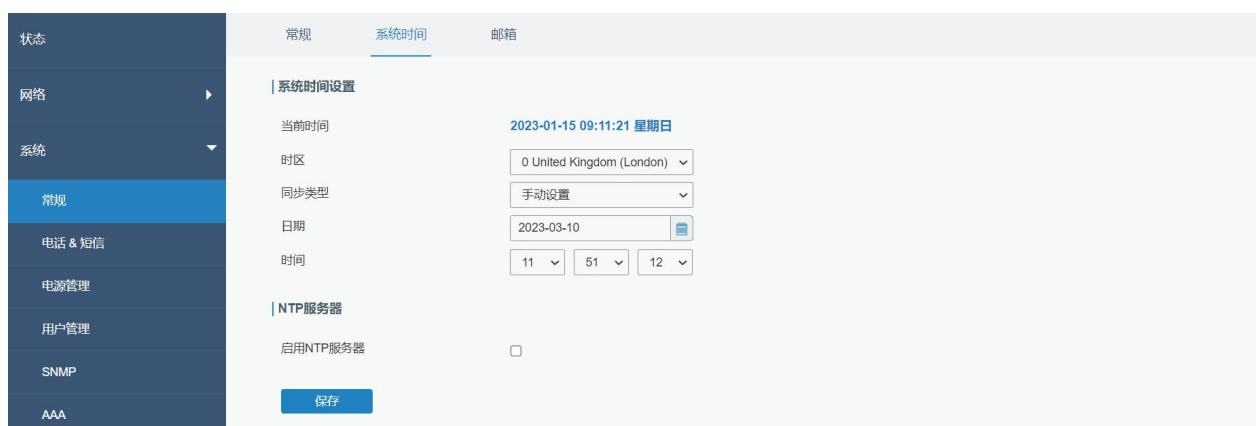 状态
网络
系统
常规
电话 & 短信
电源管理
用户管理
SNMP
AAA
常规 系统时间 邮箱
系统时间设置
当前时间 2023-01-15 09:11:21 星期日
时区 0 United Kingdom (London)
同步类型 手动设置
日期 2023-03-10
时间 11 51 12
NTP服务器
启用NTP服务器
保存